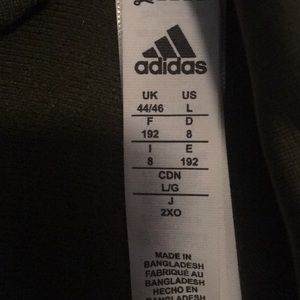 adidas
UK US
44/46 L
F D
192 8
I E
8 192
CDN
L/G
J
2XO
MADE IN
BANGLADESH
FABRIQUÉ AU
BANGLADESH
HECHO EN
BANGLADESH